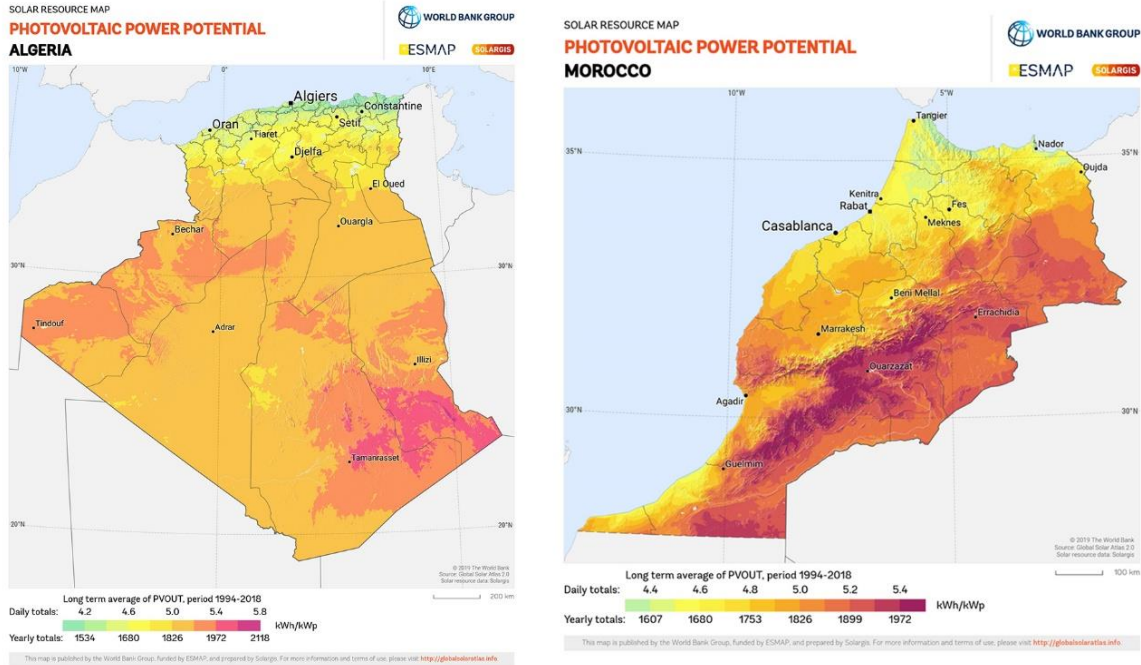 SOLAR RESOURCE MAP
PHOTOVOLTAIC POWER POTENTIAL
ALGERIA
WORLD BANK GROUP
ESMAP SOLARGIS
10°W 0° 10°E
Algiers
Constantine
Oran
Setif
Tiaret
Djelfa
El Oued
Ouargla
Bechar
30°N 30°N
Tindouf
Adrar
Illizi
Tamanrasset
20°N 20°N
© 2019 The World Bank
Source: Global Solar Atlas 2.0
Solar resource data: Solargis
200 km
Long term average of PVOUT, period 1994-2018
Daily totals: 4.2 4.6 5.0 5.4 5.8
kWh/kWp
Yearly totals: 1534 1680 1826 1972 2118
This map is published by the World Bank Group, funded by ESMAP, and prepared by Solargis. For more information and terms of use, please visit http://globalsolaratlas.info.
SOLAR RESOURCE MAP
PHOTOVOLTAIC POWER POTENTIAL
MOROCCO
WORLD BANK GROUP
ESMAP SOLARGIS
10°W 5°W
Tangier
35°N 35°N
Nador
Oujda
Kenitra
Rabat
Fes
Meknes
Casablanca
Beni Mellal
Errachidia
Marrakesh
Ouarzazat
Agadir
30°N 30°N
Guelmim
© 2019 The World Bank
Source: Global Solar Atlas 2.0
Solar resource data: Solargis
100 km
Long term average of PVOUT, period 1994-2018
Daily totals: 4.4 4.6 4.8 5.0 5.2 5.4
kWh/kWp
Yearly totals: 1607 1680 1753 1826 1899 1972
This map is published by the World Bank Group, funded by ESMAP, and prepared by Solargis. For more information and terms of use, please visit http://globalsolaratlas.info.